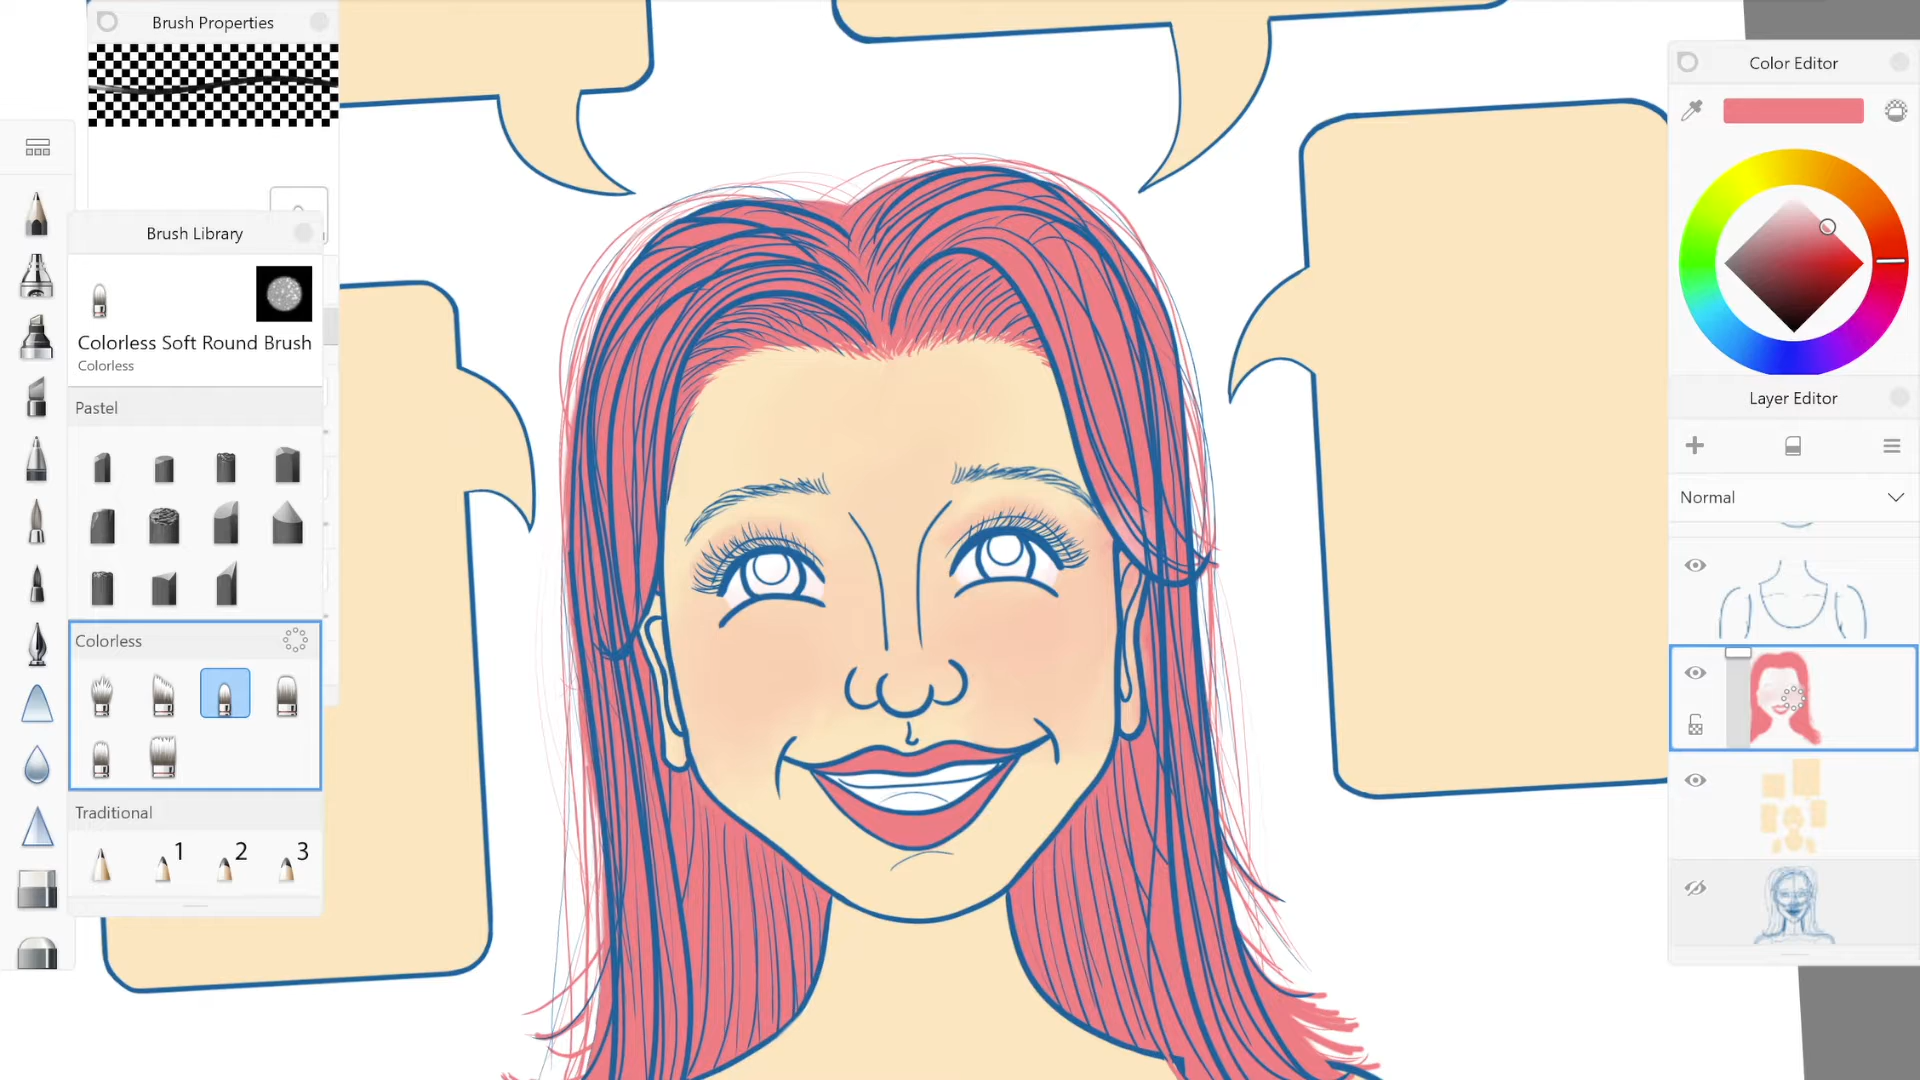 Brush Properties
Brush Library
Colorless Soft Round Brush
Colorless
Pastel
Colorless
Traditional
1 2 3
Color Editor
Layer Editor
Normal